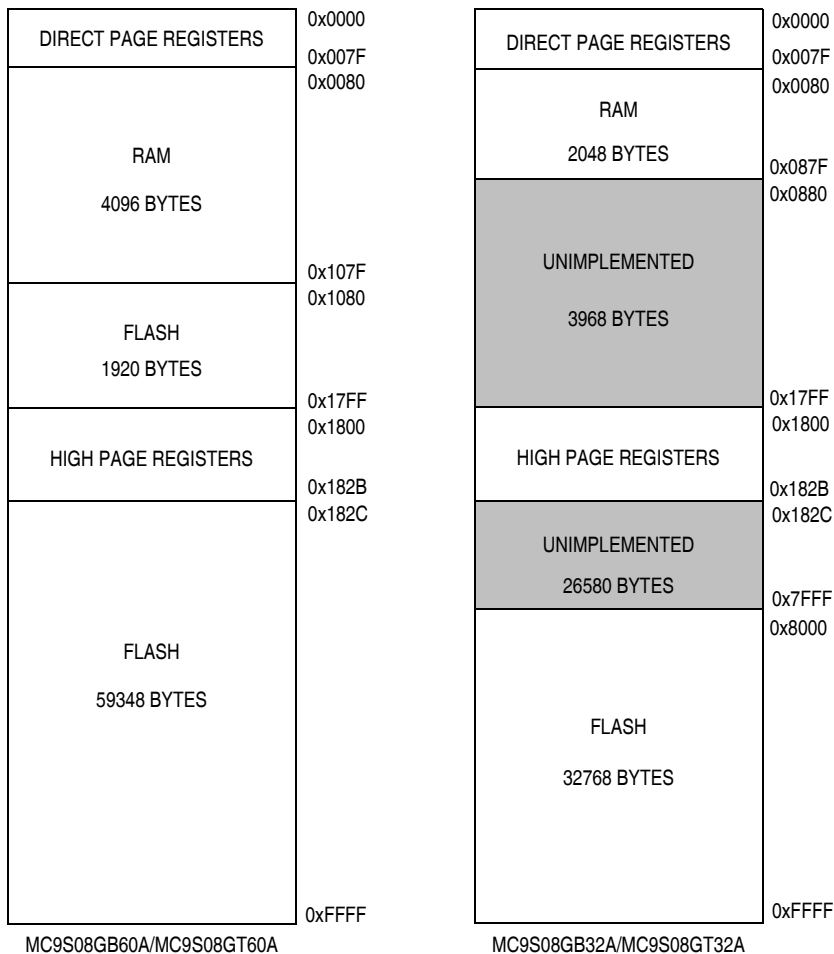 DIRECT PAGE REGISTERS
0x0000
0x007F
0x0080
RAM
4096 BYTES
0x107F
0x1080
FLASH
1920 BYTES
0x17FF
0x1800
HIGH PAGE REGISTERS
0x182B
0x182C
FLASH
59348 BYTES
0xFFFF
MC9S08GB60A/MC9S08GT60A
DIRECT PAGE REGISTERS
0x0000
0x007F
0x0080
RAM
2048 BYTES
0x087F
0x0880
UNIMPLEMENTED
3968 BYTES
0x17FF
0x1800
HIGH PAGE REGISTERS
0x182B
0x182C
UNIMPLEMENTED
26580 BYTES
0x7FFF
0x8000
FLASH
32768 BYTES
0xFFFF
MC9S08GB32A/MC9S08GT32A